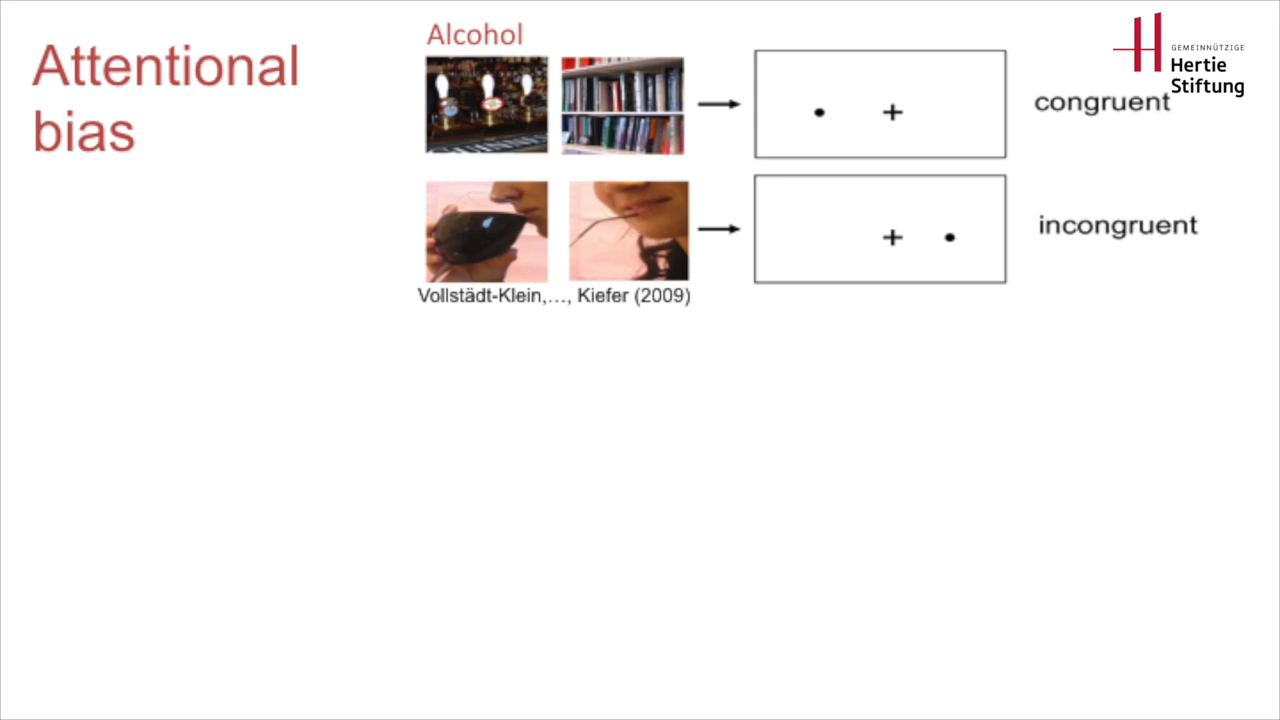 Attentional
bias
Alcohol
congruent
incongruent
Vollstädt-Klein,…, Kiefer (2009)
GEMEINNÜTZIGE
Hertie
Stiftung